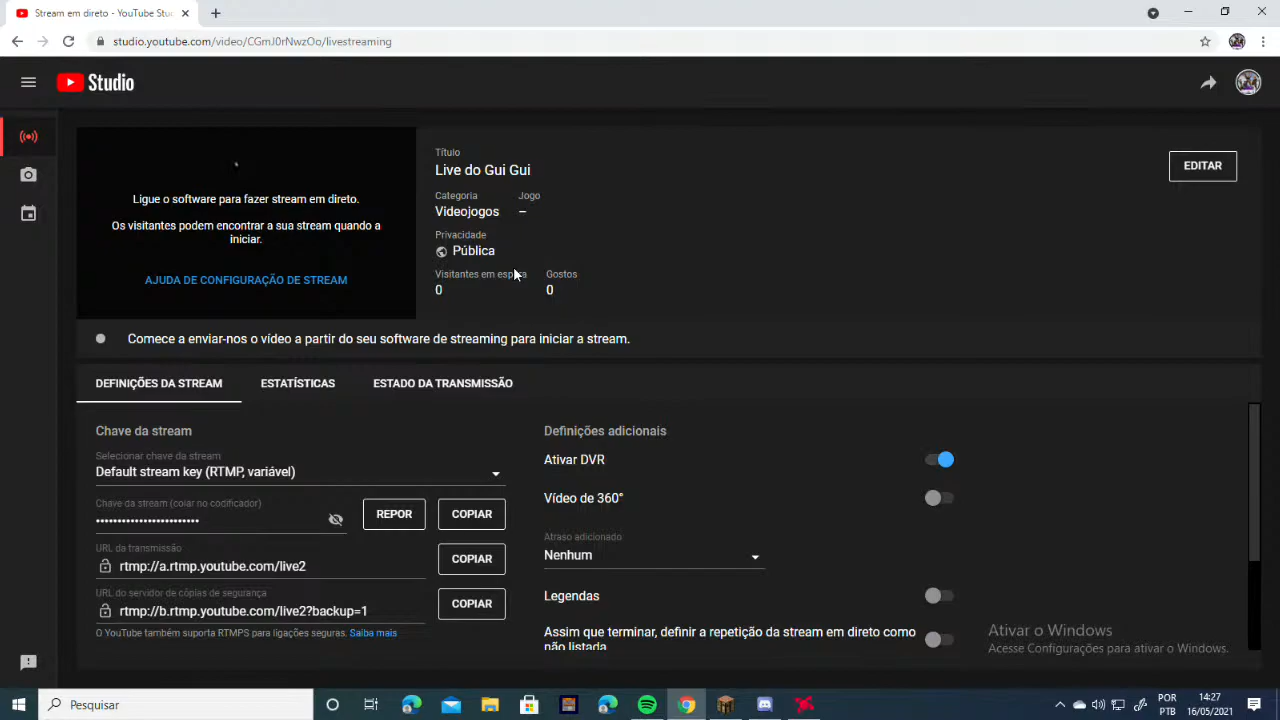 Stream em direto - YouTube Stu
studio.youtube.com/video/CGmJ0rNwzOo/livestreaming
Studio
Ligue o software para fazer stream em direto.
Os visitantes podem encontrar a sua stream quando a
iniciar.
AJUDA DE CONFIGURAÇÃO DE STREAM
Título
Live do Gui Gui
EDITAR
Categoria Jogo
Videojogos –
Privacidade
Pública
Visitantes em espera Gostos
0 0
Comece a enviar-nos o vídeo a partir do seu software de streaming para iniciar a stream.
DEFINIÇÕES DA STREAM ESTATÍSTICAS ESTADO DA TRANSMISSÃO
Chave da stream
Selecionar chave da stream
Default stream key (RTMP, variável)
Chave da stream (colar no codificador)
••••••••••••••••••••••••
REPOR COPIAR
URL da transmissão
rtmp://a.rtmp.youtube.com/live2
COPIAR
URL do servidor de cópias de segurança
rtmp://b.rtmp.youtube.com/live2?backup=1
COPIAR
O YouTube também suporta RTMPS para ligações seguras. Saiba mais
Definições adicionais
Ativar DVR
Vídeo de 360°
Atraso adicionado
Nenhum
Legendas
Assim que terminar, definir a repetição da stream em direto como
não listada
Ativar o Windows
Acesse Configurações para ativar o Windows.
Pesquisar
POR
PTB
14:27
16/05/2021